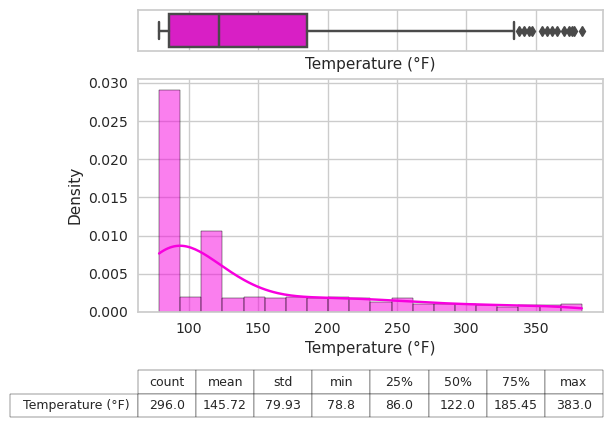 Temperature (°F)
0.030
0.025
0.020
0.015
0.010
0.005
0.000
Density
100 150 200 250 300 350
Temperature (°F)
count mean std min 25% 50% 75% max
Temperature (°F) 296.0 145.72 79.93 78.8 86.0 122.0 185.45 383.0